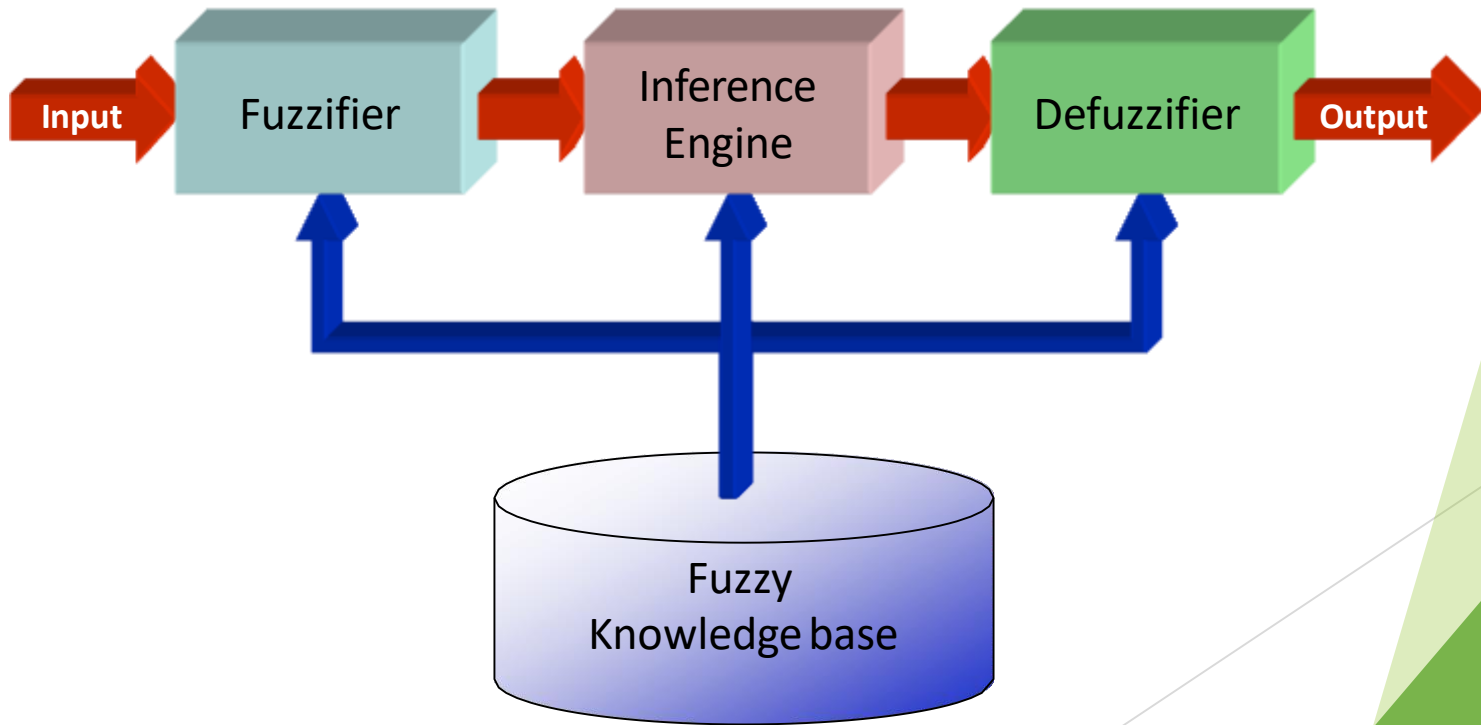 Input
Fuzzifier
Inference
Engine
Defuzzifier
Output
Fuzzy
Knowledge base